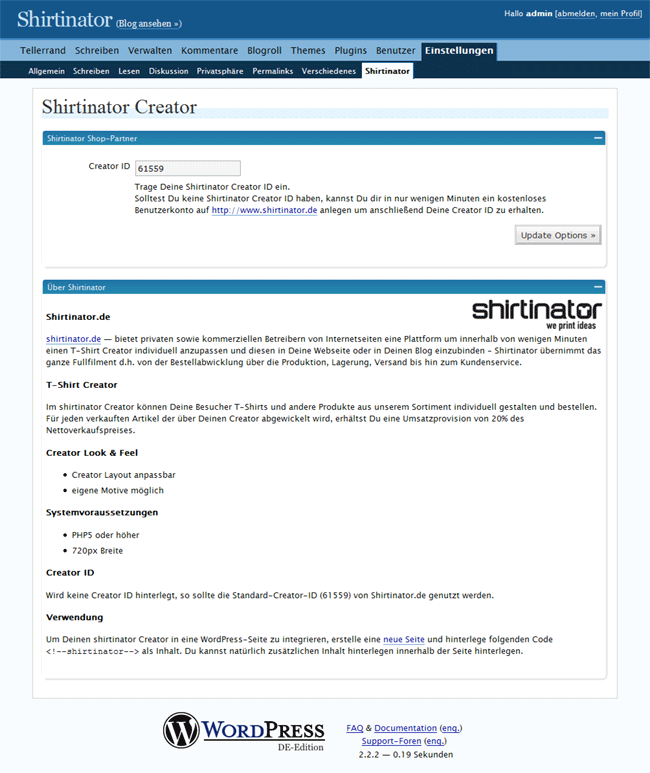 Shirtinator (Blog ansehen »)
Hallo admin [abmelden, mein Profil]
Tellerrand Schreiben Verwalten Kommentare Blogroll Themes Plugins Benutzer Einstellungen
Allgemein Schreiben Lesen Diskussion Privatsphäre Permalinks Verschiedenes Shirtinator
Shirtinator Creator
Shirtinator Shop-Partner
Creator ID 61559
Trage Deine Shirtinator Creator ID ein.
Solltest Du keine Shirtinator Creator ID haben, kannst Du dir in nur wenigen Minuten ein kostenloses
Benutzerkonto auf http://www.shirtinator.de anlegen um anschließend Deine Creator ID zu erhalten.
Update Options »
Über Shirtinator
shirtinator
we print ideas
Shirtinator.de
shirtinator.de — bietet privaten sowie kommerziellen Betreibern von Internetseiten eine Plattform um innerhalb von wenigen Minuten
einen T-Shirt Creator individuell anzupassen und diesen in Deine Webseite oder in Deinen Blog einzubinden – Shirtinator übernimmt das
ganze Fullfilment d.h. von der Bestellabwicklung über die Produktion, Lagerung, Versand bis hin zum Kundenservice.
T-Shirt Creator
Im shirtinator Creator können Deine Besucher T-Shirts und andere Produkte aus unserem Sortiment individuell gestalten und bestellen.
Für jeden verkauften Artikel der über Deinen Creator abgewickelt wird, erhältst Du eine Umsatzprovision von 20% des
Nettoverkaufspreises.
Creator Look & Feel
• Creator Layout anpassbar
• eigene Motive möglich
Systemvoraussetzungen
• PHP5 oder höher
• 720px Breite
Creator ID
Wird keine Creator ID hinterlegt, so sollte die Standard-Creator-ID (61559) von Shirtinator.de genutzt werden.
Verwendung
Um Deinen shirtinator Creator in eine WordPress-Seite zu integrieren, erstelle eine neue Seite und hinterlege folgenden Code
<!--shirtinator--> als Inhalt. Du kannst natürlich zusätzlichen Inhalt hinterlegen innerhalb der Seite hinterlegen.
WORDPRESS
DE-Edition
FAQ & Documentation (eng.)
Support-Foren (eng.)
2.2.2 — 0.19 Sekunden